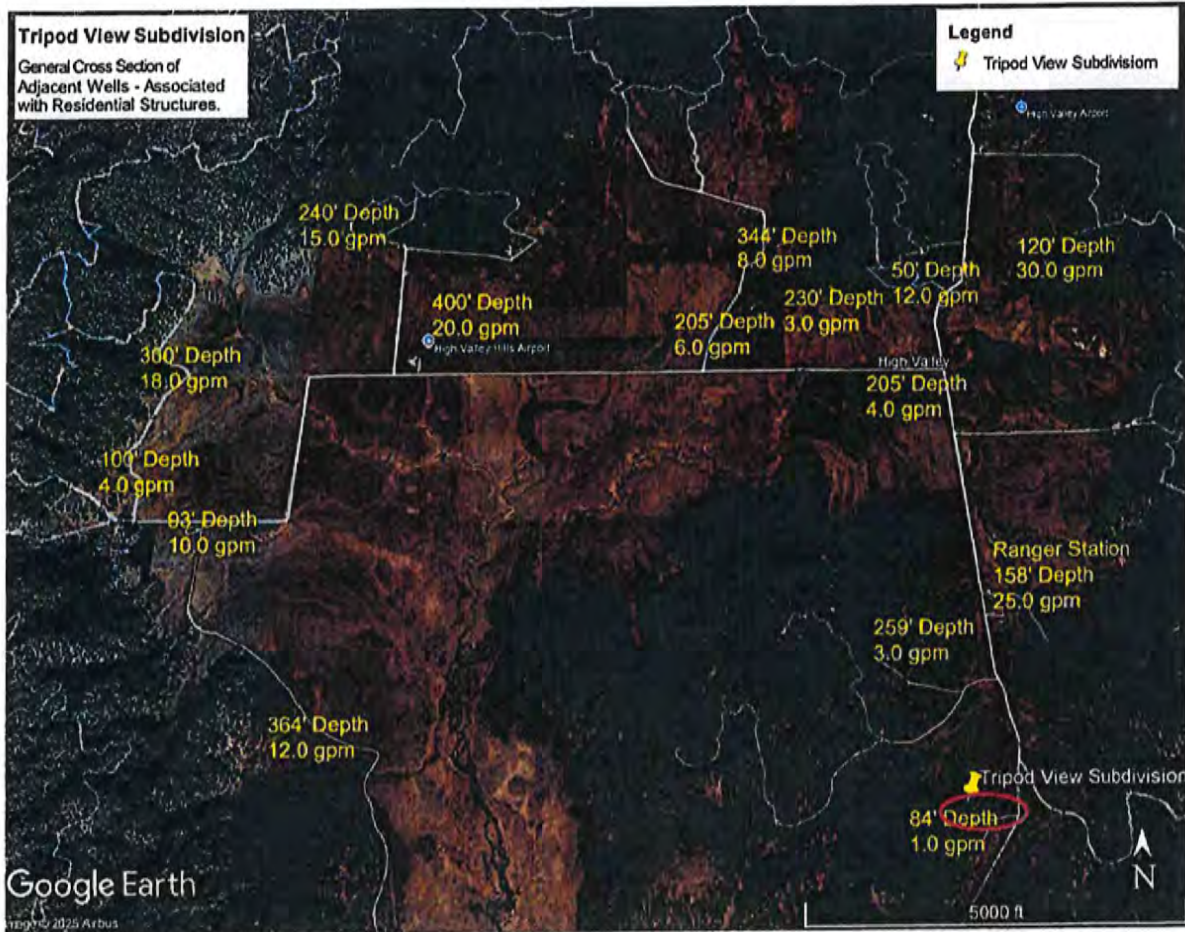 Tripod View Subdivision
General Cross Section of
Adjacent Wells - Associated
with Residential Structures.
Legend
Tripod View Subdivisiorn
High Valley Airport
240' Depth
15.0 gpm
344' Depth
8.0 gpm
120' Depth
30.0 gpm
50' Depth
12.0 gpm
400' Depth
20.0 gpm
230' Depth
3.0 gpm
205' Depth
6.0 gpm
High Valley Hills Airport
360' Depth
18.0 gpm
High Valley
205' Depth
4.0 gpm
100' Depth
4.0 gpm
93' Depth
10.0 gpm
Ranger Station
158' Depth
25.0 gpm
259' Depth
3.0 gpm
364' Depth
12.0 gpm
Tripod View Subdivision
84' Depth
1.0 gpm
N
Google Earth
© 2025 Airbus
5000 ft